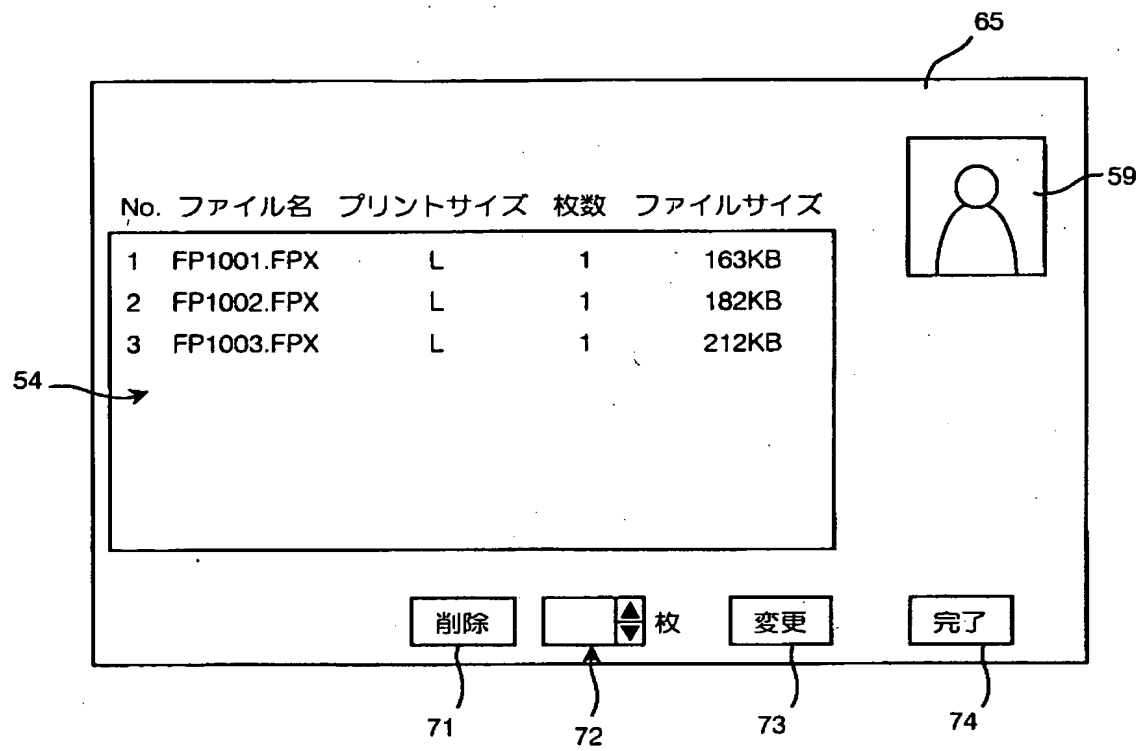 65
59
No. ファイル名 プリントサイズ 枚数 ファイルサイズ
1 FP1001.FPX L 1 163KB
2 FP1002.FPX L 1 182KB
3 FP1003.FPX L 1 212KB
54
削除 枚 変更 完了
71 72 73 74